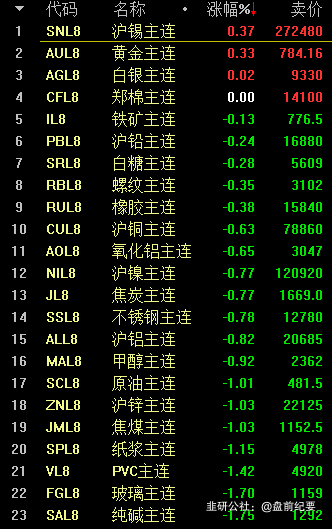 代码 名称 涨幅%↓ 卖价
1 SNL8 沪锡主连 0.37 272480
2 AUL8 黄金主连 0.33 784.16
3 AGL8 白银主连 0.02 9330
4 CFL8 郑棉主连 0.00 14100
5 IL8 铁矿主连 -0.13 776.5
6 PBL8 沪铅主连 -0.24 16880
7 SRL8 白糖主连 -0.28 5609
8 RBL8 螺纹主连 -0.35 3102
9 RUL8 橡胶主连 -0.38 15840
10 CUL8 沪铜主连 -0.63 78860
11 AOL8 氧化铝主连 -0.65 3047
12 NIL8 沪镍主连 -0.77 120920
13 JL8 焦炭主连 -0.77 1669.0
14 SSL8 不锈钢主连 -0.78 12780
15 ALL8 沪铝主连 -0.82 20685
16 MAL8 甲醇主连 -0.92 2362
17 SCL8 原油主连 -1.01 481.5
18 ZNL8 沪锌主连 -1.03 22125
19 JML8 焦煤主连 -1.03 1152.5
20 SPL8 纸浆主连 -1.15 4978
21 VL8 PVC主连 -1.42 4920
22 FGL8 玻璃主连 -1.70 1159
23 SAL8 纯碱主连 -1.75 1292
韭研公社：@盘前纪要